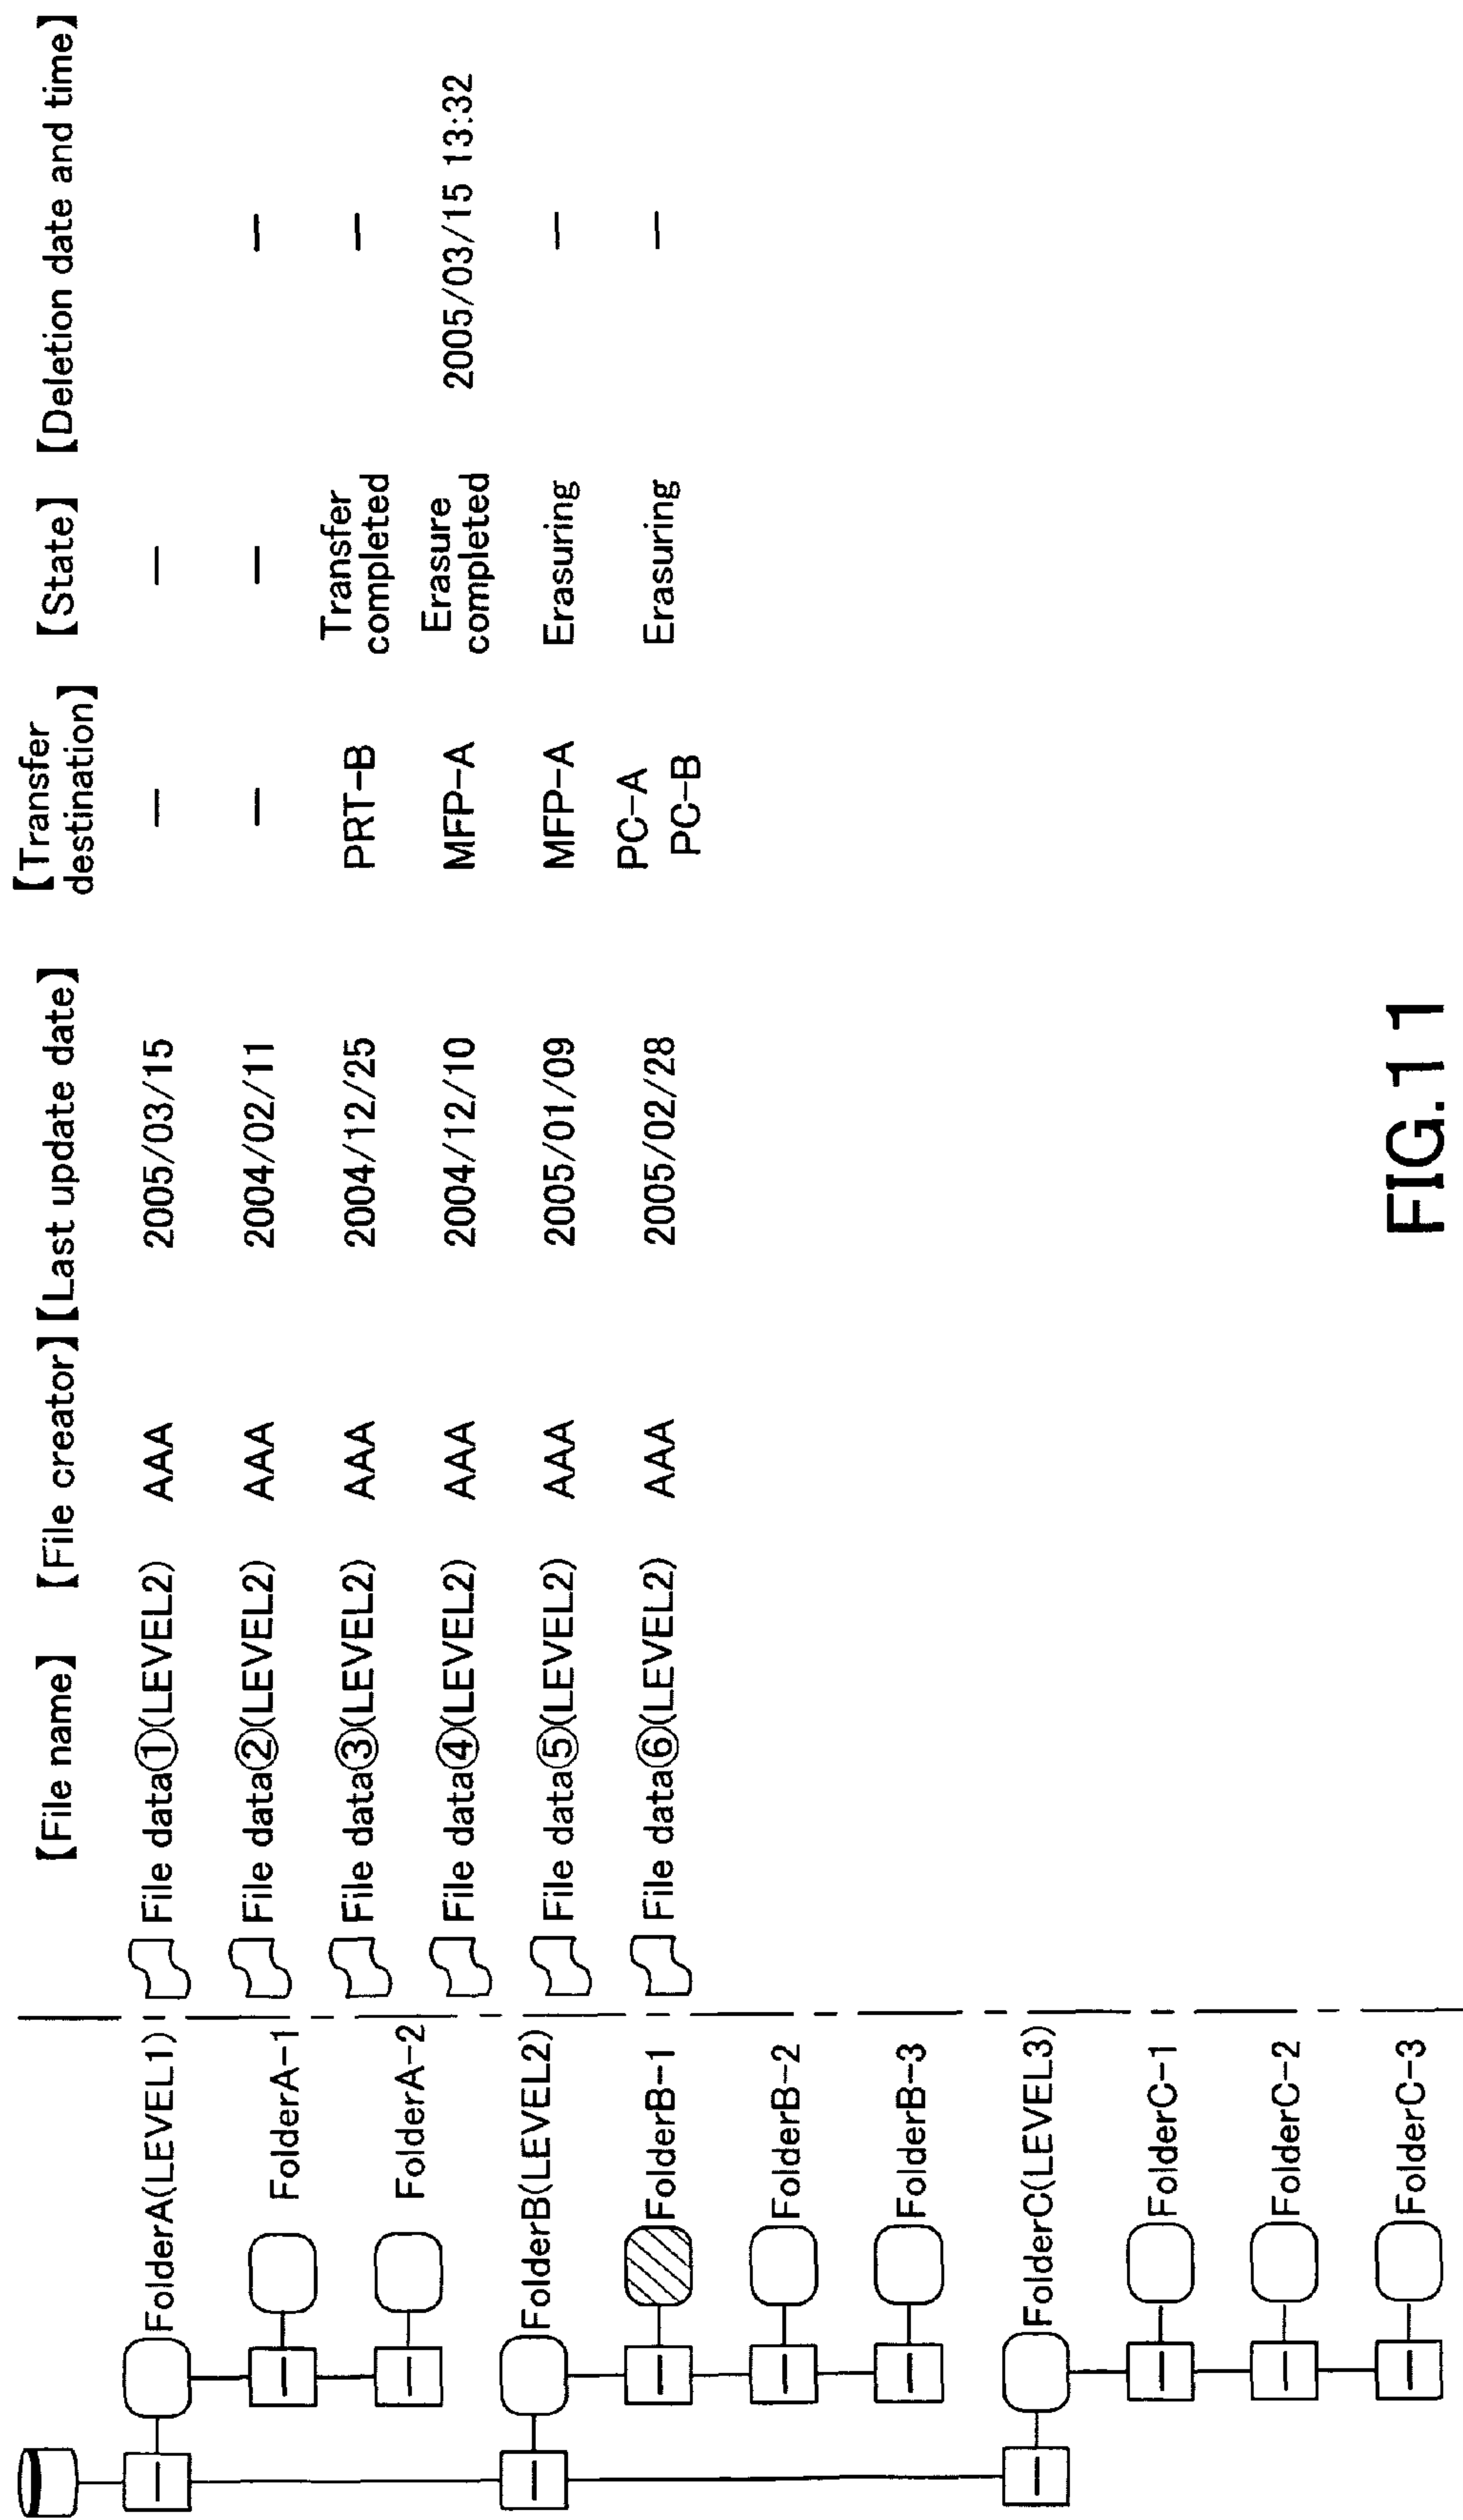 FolderA(LEVEL1)
FolderA-1
FolderA-2
FolderB(LEVEL2)
FolderB-1
FolderB-2
FolderB-3
FolderC(LEVEL3)
FolderC-1
FolderC-2
FolderC-3
【File name】 【File creator】【Last update date】 【Transfer destination】 【State】 【Deletion date and time】
File data①(LEVEL2) AAA 2005/03/15 — —
File data②(LEVEL2) AAA 2004/02/11 — — —
File data③(LEVEL2) AAA 2004/12/25 PRT-B Transfer completed —
File data④(LEVEL2) AAA 2004/12/10 MFP-A Erasure completed 2005/03/15 13:32
File data⑤(LEVEL2) AAA 2005/01/09 MFP-A Erasuring —
File data⑥(LEVEL2) AAA 2005/02/28 PC-A PC-B Erasuring —
FIG.11